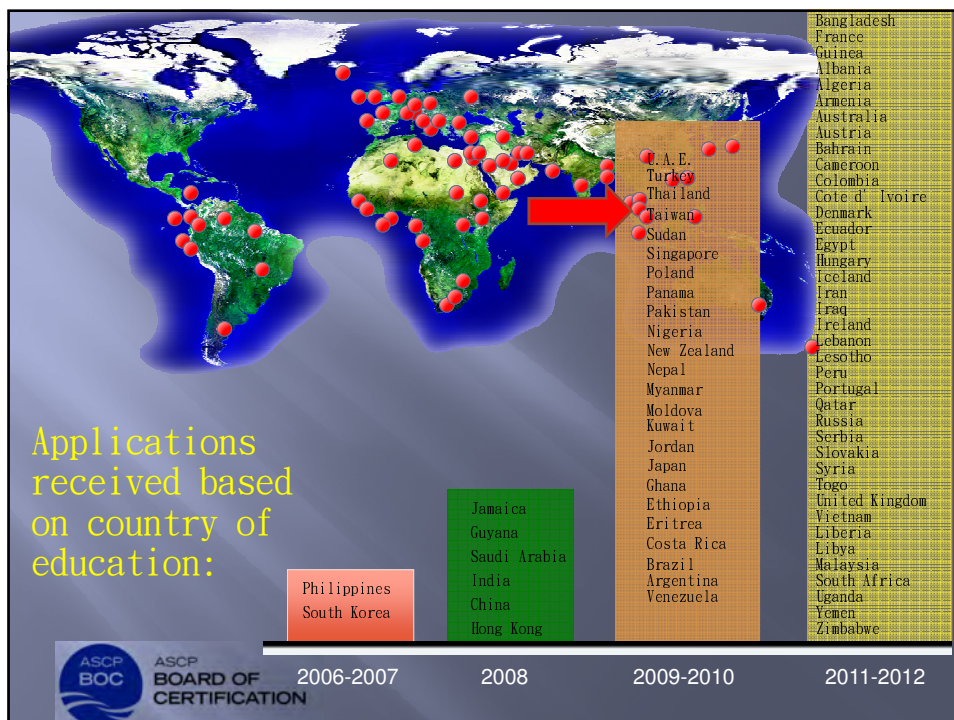 Bangladesh
France
Guinea
Albania
Algeria
Armenia
Australia
Austria
Bahrain
Cameroon
Colombia
Cote d' Ivoire
Denmark
Ecuador
Egypt
Hungary
Iceland
Iran
Iraq
Ireland
Lebanon
Lesotho
Peru
Portugal
Qatar
Russia
Serbia
Slovakia
Syria
Togo
United Kingdom
Vietnam
Liberia
Libya
Malaysia
South Africa
Uganda
Yemen
Zimbabwe
U.A.E.
Turkey
Thailand
Taiwan
Sudan
Singapore
Poland
Panama
Pakistan
Nigeria
New Zealand
Nepal
Myanmar
Moldova
Kuwait
Jordan
Japan
Ghana
Ethiopia
Eritrea
Costa Rica
Brazil
Argentina
Venezuela
Applications
received based
on country of
education:
Jamaica
Guyana
Saudi Arabia
India
China
Hong Kong
Philippines
South Korea
2006-2007
2008
2009-2010
2011-2012
ASCP
BOC
ASCP
BOARD OF
CERTIFICATION